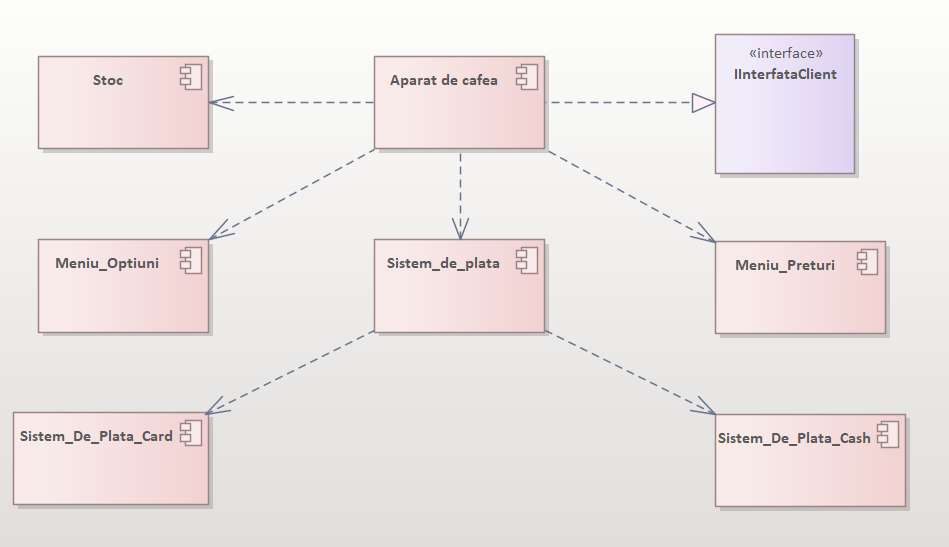 Stoc
Aparat de cafea
«interface»
IInterfataClient
Meniu_Optiuni
Sistem_de_plata
Meniu_Preturi
Sistem_De_Plata_Card
Sistem_De_Plata_Cash